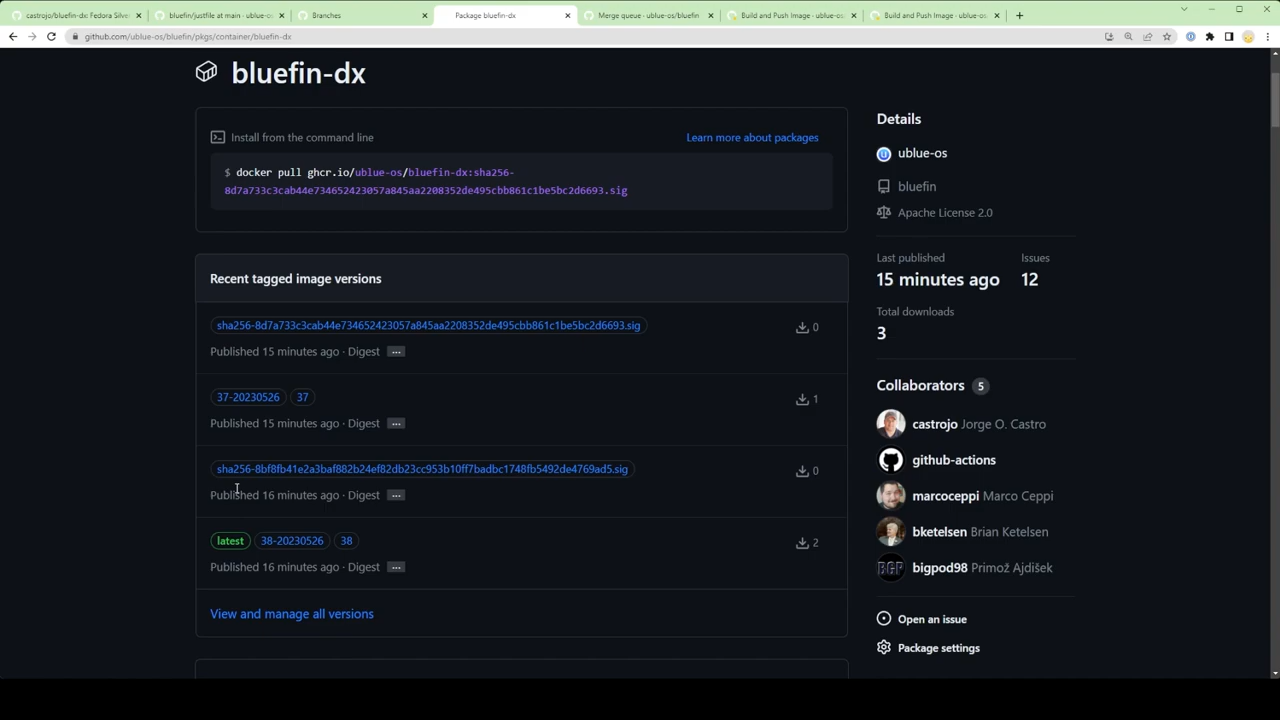 castrojo/bluefin-dx: Fedora Silver
bluefin/justfile at main · ublue-os
Branches
Package bluefin-dx
Merge queue · ublue-os/bluefin
Build and Push Image · ublue-os
Build and Push Image · ublue-os
github.com/ublue-os/bluefin/pkgs/container/bluefin-dx
bluefin-dx
Install from the command line
Learn more about packages
$ docker pull ghcr.io/ublue-os/bluefin-dx:sha256-
8d7a733c3cab44e734652423057a845aa2208352de495cbb861c1be5bc2d6693.sig
Recent tagged image versions
sha256-8d7a733c3cab44e734652423057a845aa2208352de495cbb861c1be5bc2d6693.sig
0
Published 15 minutes ago · Digest ...
37-20230526 37
1
Published 15 minutes ago · Digest ...
sha256-8bf8fb41e2a3baf882b24ef82db23cc953b10ff7badbc1748fb5492de4769ad5.sig
0
Published 16 minutes ago · Digest ...
latest 38-20230526 38
2
Published 16 minutes ago · Digest ...
View and manage all versions
Details
ublue-os
bluefin
Apache License 2.0
Last published
Issues
15 minutes ago
12
Total downloads
3
Collaborators 5
castrojo Jorge O. Castro
github-actions
marcoceppi Marco Ceppi
bketelsen Brian Ketelsen
BGP
bigpod98 Primož Ajdišek
Open an issue
Package settings